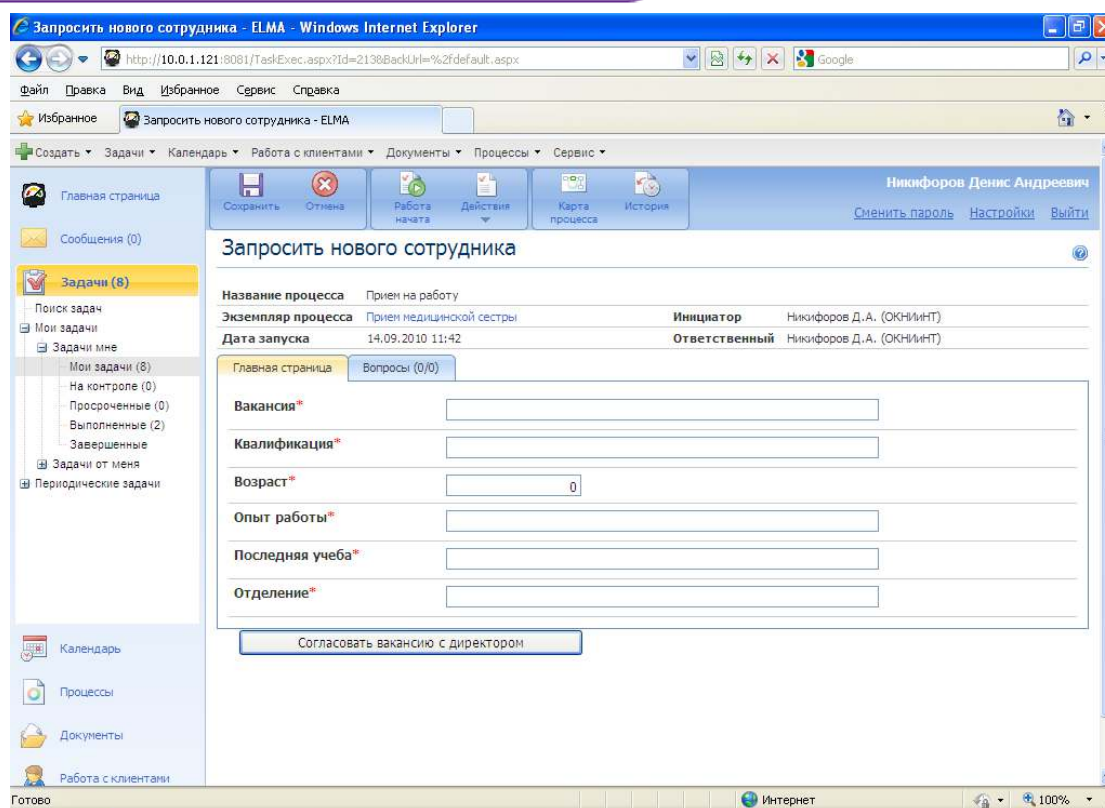 Запросить нового сотрудника - ELMA - Windows Internet Explorer
http://10.0.1.121:8081/TaskExec.aspx?Id=213&BackUrl=%2fdefault.aspx
Google
Файл Правка Вид Избранное Сервис Справка
Избранное
Запросить нового сотрудника - ELMA
Создать Задачи Календарь Работа с клиентами Документы Процессы Сервис
Главная страница
Сообщения (0)
Задачи (8)
Поиск задач
Мои задачи
Задачи мне
Мои задачи (8)
На контроле (0)
Просроченные (0)
Выполненные (2)
Завершенные
Задачи от меня
Периодические задачи
Календарь
Процессы
Документы
Работа с клиентами
Сохранить
Отмена
Работа начата
Действия
Карта процесса
История
Никифоров Денис Андреевич
Сменить пароль Настройки Выйти
Запросить нового сотрудника
Название процесса Прием на работу
Экземпляр процесса Прием медицинской сестры Инициатор Никифоров Д.А. (ОКНИиНТ)
Дата запуска 14.09.2010 11:42 Ответственный Никифоров Д.А. (ОКНИиНТ)
Главная страница Вопросы (0/0)
Вакансия*
Квалификация*
Возраст* 0
Опыт работы*
Последняя учеба*
Отделение*
Согласовать вакансию с директором
Готово Интернет 100%